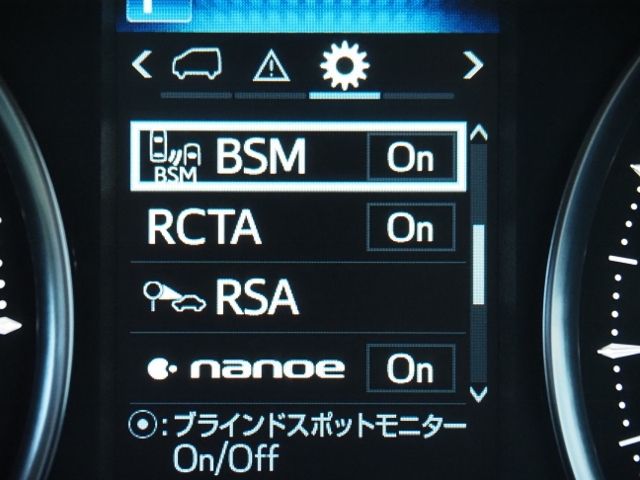 BSM BSM On
RCTA On
RSA
nanoe On
⦿: ブラインドスポットモニター
On/Off